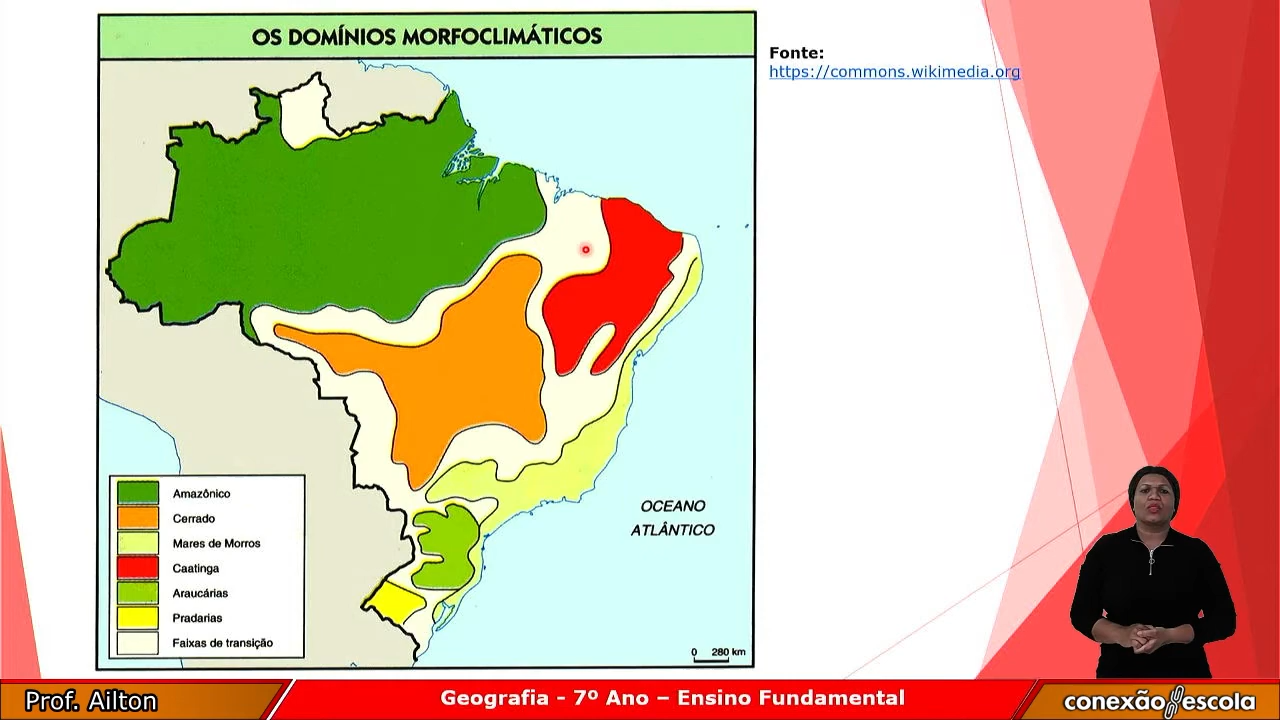 OS DOMÍNIOS MORFOCLIMÁTICOS
Fonte:
https://commons.wikimedia.org
Amazônico
Cerrado
Mares de Morros
Caatinga
Araucárias
Pradarias
Faixas de transição
OCEANO
ATLÂNTICO
0 280 km
Prof. Ailton
Geografia - 7º Ano – Ensino Fundamental
conexão escola